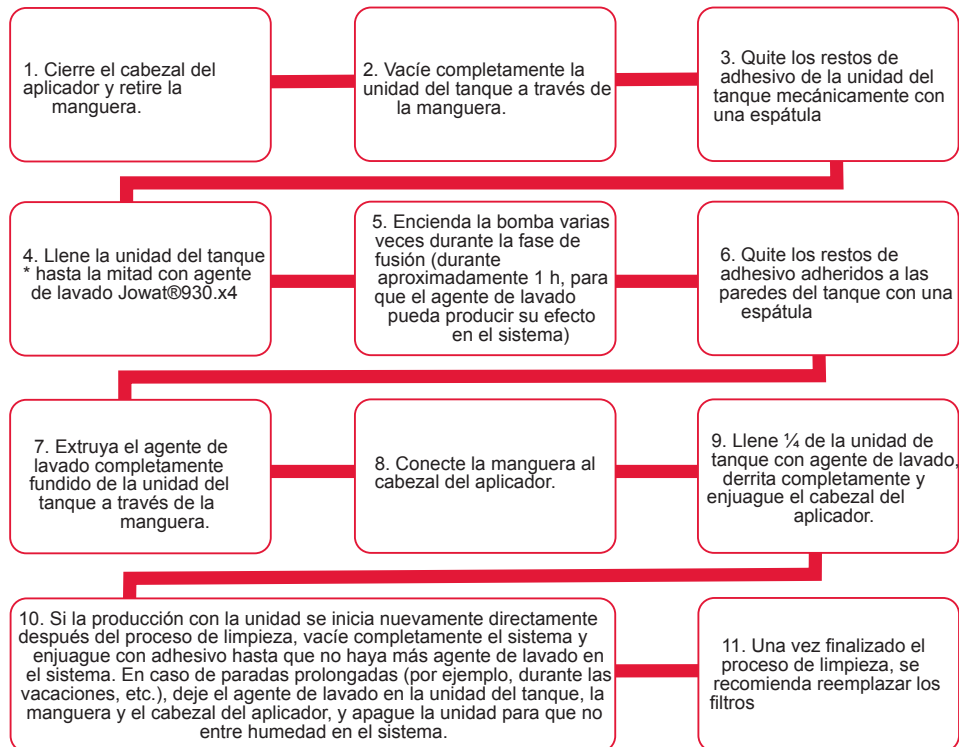 1. Cierre el cabezal del
aplicador y retire la
manguera.
2. Vacíe completamente la
unidad del tanque a través de
la manguera.
3. Quite los restos de
adhesivo de la unidad del
tanque mecánicamente con
una espátula
4. Llene la unidad del tanque
* hasta la mitad con agente
de lavado Jowat®930.x4
5. Encienda la bomba varias
veces durante la fase de
fusión (durante
aproximadamente 1 h, para
que el agente de lavado
pueda producir su efecto
en el sistema)
6. Quite los restos de
adhesivo adheridos a las
paredes del tanque con una
espátula
7. Extruya el agente de
lavado completamente
fundido de la unidad del
tanque a través de la
manguera.
8. Conecte la manguera al
cabezal del aplicador.
9. Llene ¼ de la unidad de
tanque con agente de lavado,
derrita completamente y
enjuague el cabezal del
aplicador.
10. Si la producción con la unidad se inicia nuevamente directamente
después del proceso de limpieza, vacíe completamente el sistema y
enjuague con adhesivo hasta que no haya más agente de lavado en
el sistema. En caso de paradas prolongadas (por ejemplo, durante las
vacaciones, etc.), deje el agente de lavado en la unidad del tanque, la
manguera y el cabezal del aplicador, y apague la unidad para que no
entre humedad en el sistema.
11. Una vez finalizado el
proceso de limpieza, se
recomienda reemplazar los
filtros